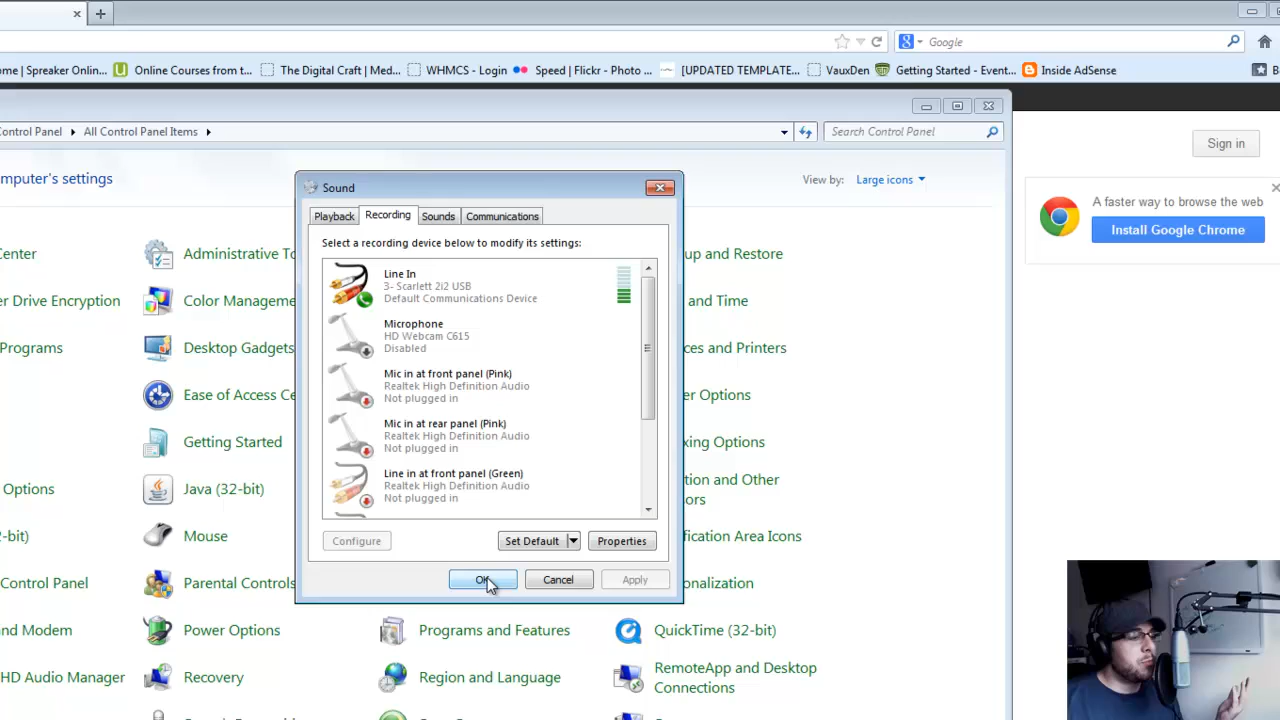 Google
ome | Spreaker Onlin...
Online Courses from t...
The Digital Craft | Med...
WHMCS - Login
Speed | Flickr - Photo ...
[UPDATED TEMPLATE...
VauxDen
Getting Started - Event...
Inside AdSense
B
ontrol Panel
All Control Panel Items
Search Control Panel
Sign in
mputer's settings
View by:
Large icons
A faster way to browse the web
Install Google Chrome
Sound
Playback
Recording
Sounds
Communications
Select a recording device below to modify its settings:
Line In
3- Scarlett 2i2 USB
Default Communications Device
Microphone
HD Webcam C615
Disabled
Mic in at front panel (Pink)
Realtek High Definition Audio
Not plugged in
Mic in at rear panel (Pink)
Realtek High Definition Audio
Not plugged in
Line in at front panel (Green)
Realtek High Definition Audio
Not plugged in
Configure
Set Default
Properties
OK
Cancel
Apply
Center
Administrative To
up and Restore
er Drive Encryption
Color Manageme
and Time
Programs
Desktop Gadgets
ces and Printers
Ease of Access Ce
er Options
Getting Started
xing Options
Options
Java (32-bit)
on and Other
ors
2-bit)
Mouse
ification Area Icons
Control Panel
Parental Controls
onalization
and Modem
Power Options
Programs and Features
QuickTime (32-bit)
HD Audio Manager
Recovery
Region and Language
RemoteApp and Desktop
Connections